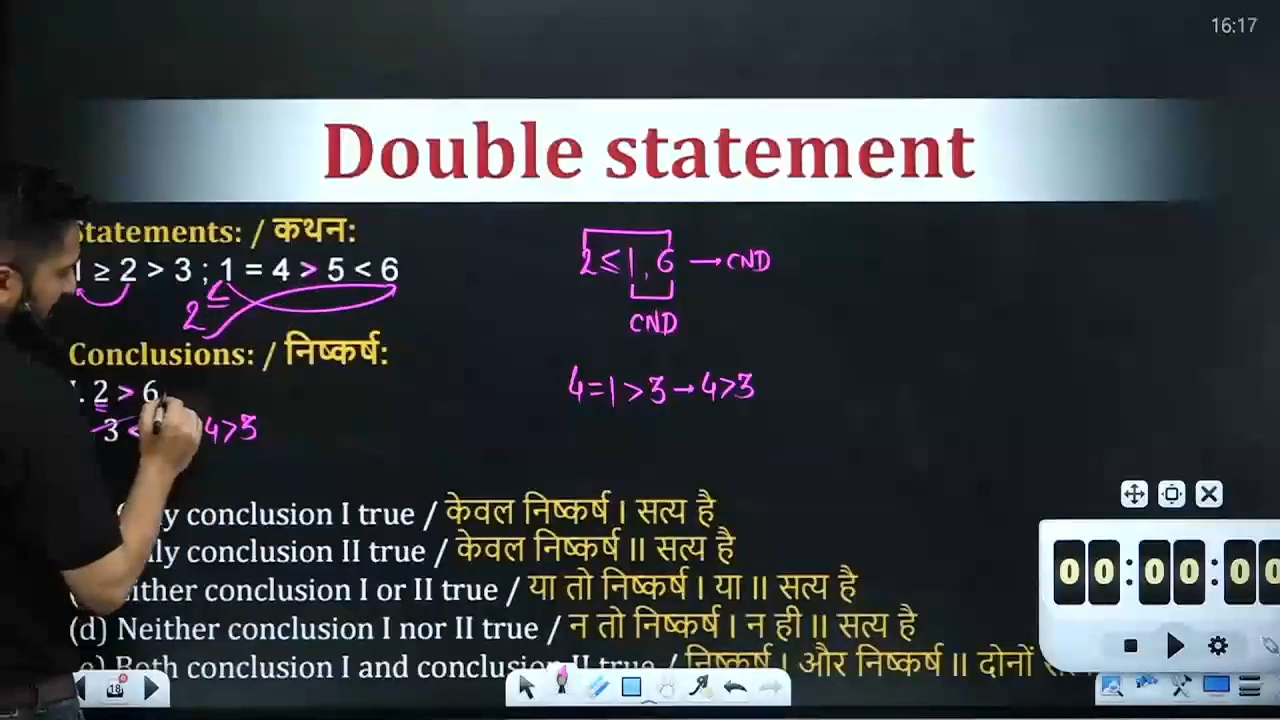 16:17
Double statement
Statements: / कथन:
1 ≥ 2 > 3 ; 1 = 4 > 5 < 6
2 ≤
2 ≤ 1, 6 → CND
CND
Conclusions: / निष्कर्ष:
I. 2 > 6
3 < 4>3
4=1 >3 → 4>3
conclusion I true / केवल निष्कर्ष I सत्य है
conclusion II true / केवल निष्कर्ष II सत्य है
Either conclusion I or II true / या तो निष्कर्ष I या II सत्य है
(d) Neither conclusion I nor II true / न तो निष्कर्ष I न ही II सत्य है
(e) Both conclusion I and conclusion II true / निष्कर्ष I और निष्कर्ष II दोनों
00:00:00
18